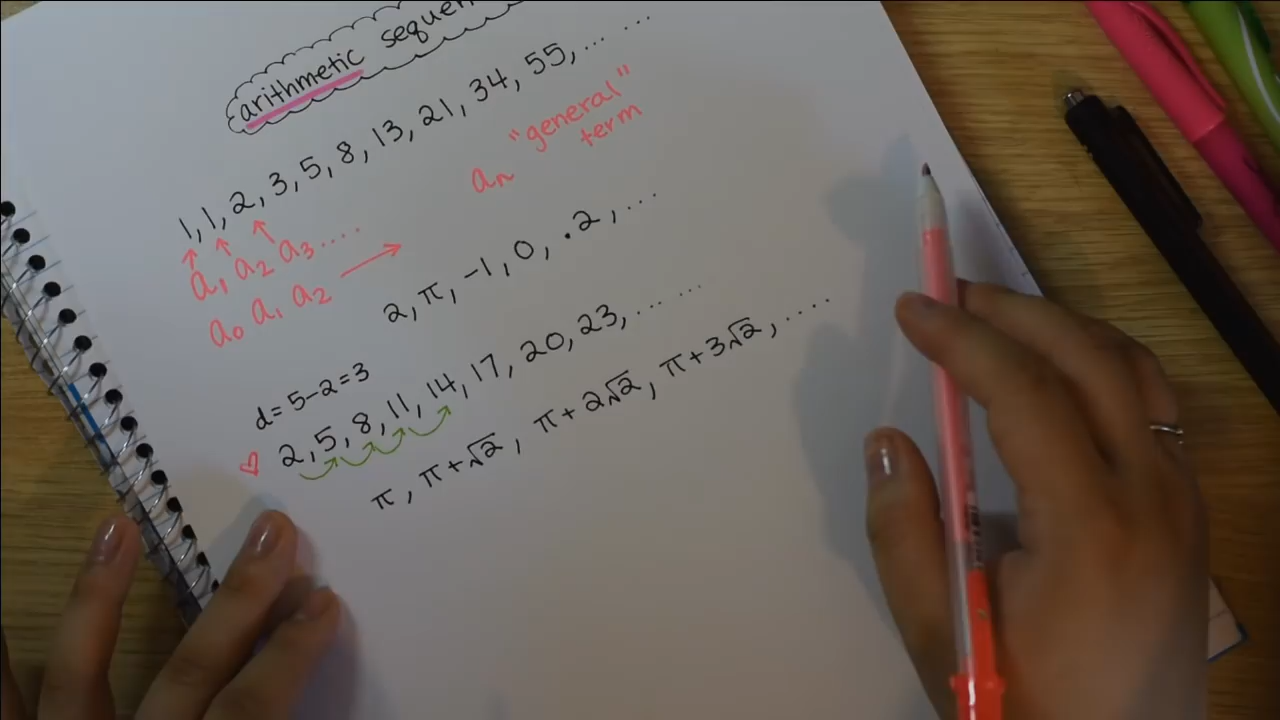 arithmetic sequen
1, 1, 2, 3, 5, 8, 13, 21, 34, 55, ... ...
a₁ a₂ a₃ .....
a₀ a₁ a₂
aₙ "general"
term
2, π, -1, 0, .2, ...
d = 5-2=3
2, 5, 8, 11, 14, 17, 20, 23, .... ...
π, π+√2, π+2√2, π+3√2, ....